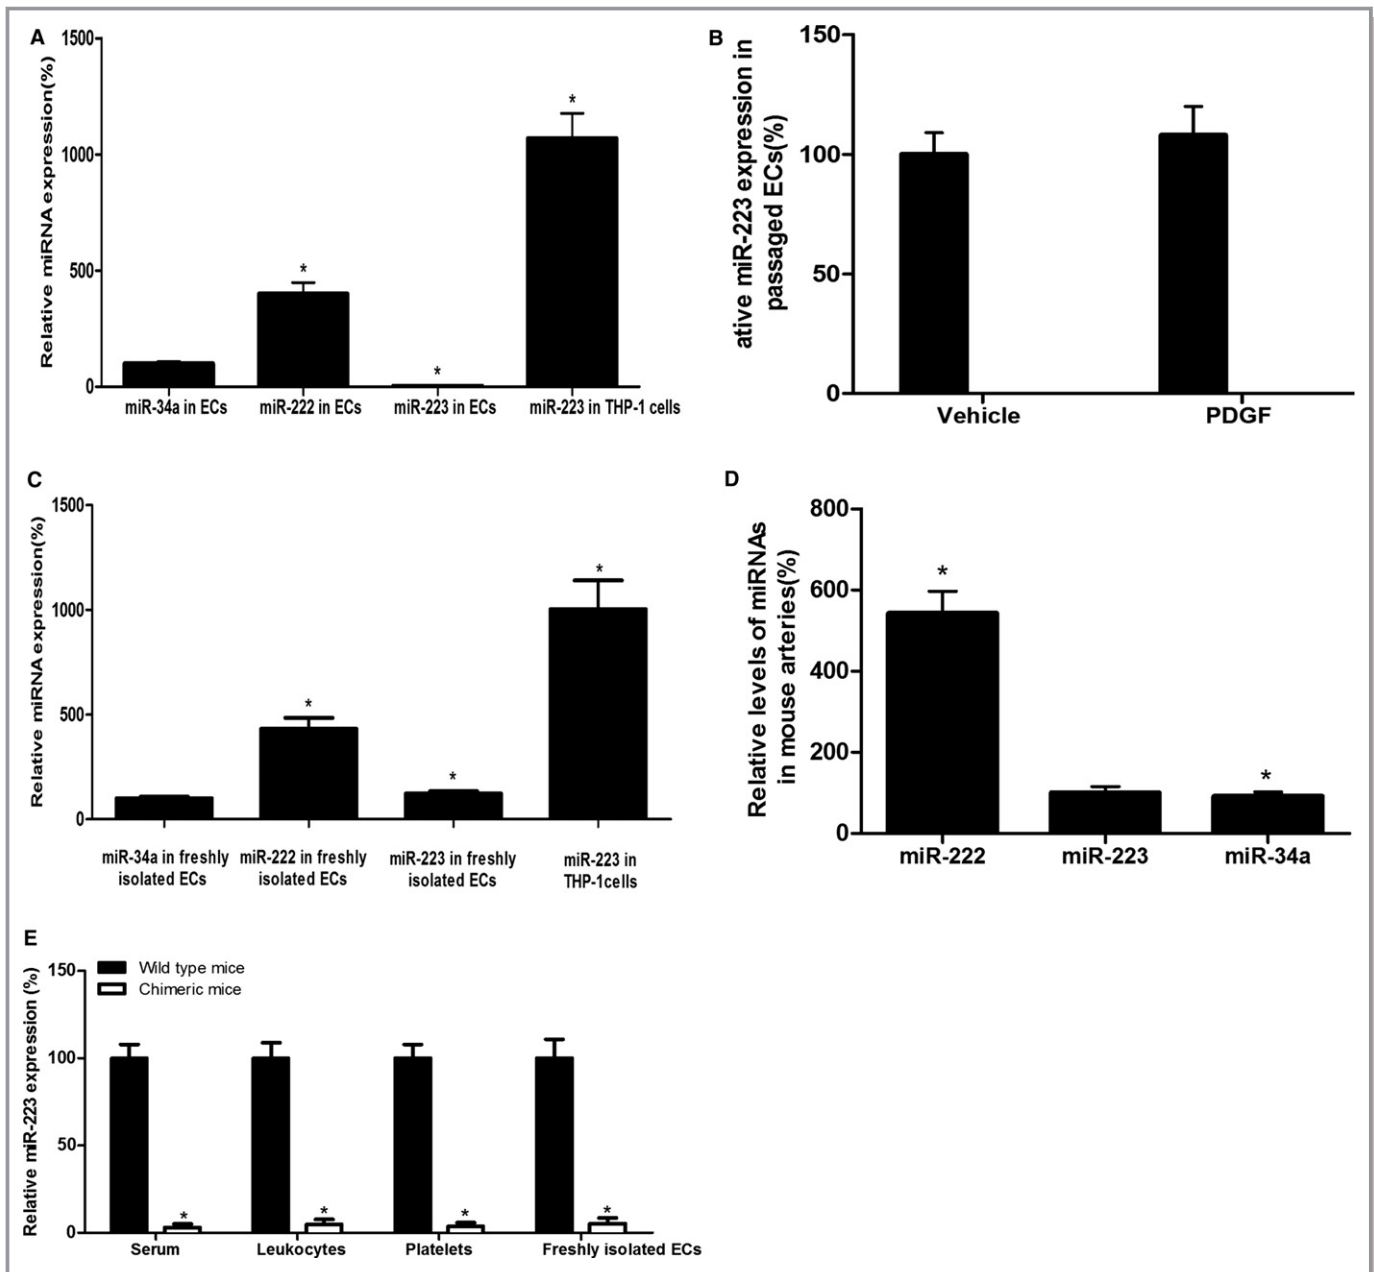 A
Relative miRNA expression(%)
1500
1000
500
0
*
*
*
miR-34a in ECs
miR-222 in ECs
miR-223 in ECs
miR-223 in THP-1 cells
B
ative miR-223 expression in
passaged ECs(%)
150
100
50
0
Vehicle
PDGF
C
Relative miRNA expression(%)
1500
1000
500
0
*
*
*
miR-34a in freshly
isolated ECs
miR-222 in freshly
isolated ECs
miR-223 in freshly
isolated ECs
miR-223 in
THP-1cells
D
Relative levels of miRNAs
in mouse arteries(%)
800
600
400
200
0
*
*
miR-222
miR-223
miR-34a
E
Relative miR-223 expression (%)
150
100
50
0
Wild type mice
Chimeric mice
*
*
*
*
Serum
Leukocytes
Platelets
Freshly isolated ECs